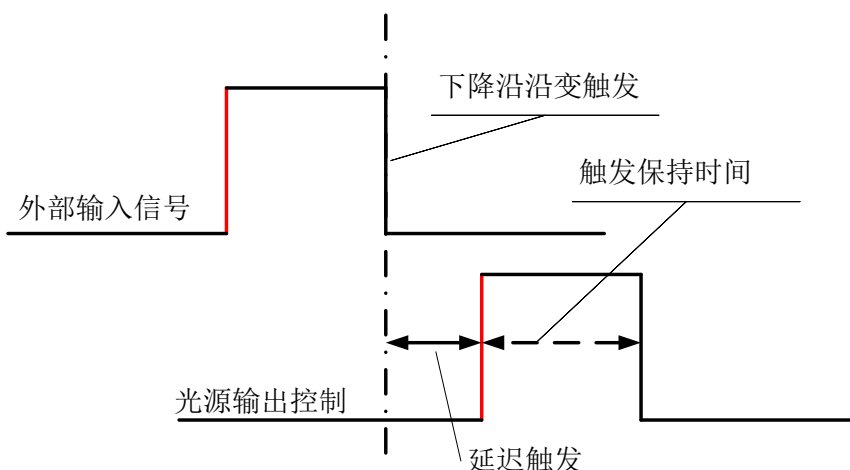 下降沿沿变触发
触发保持时间
外部输入信号
光源输出控制
延迟触发